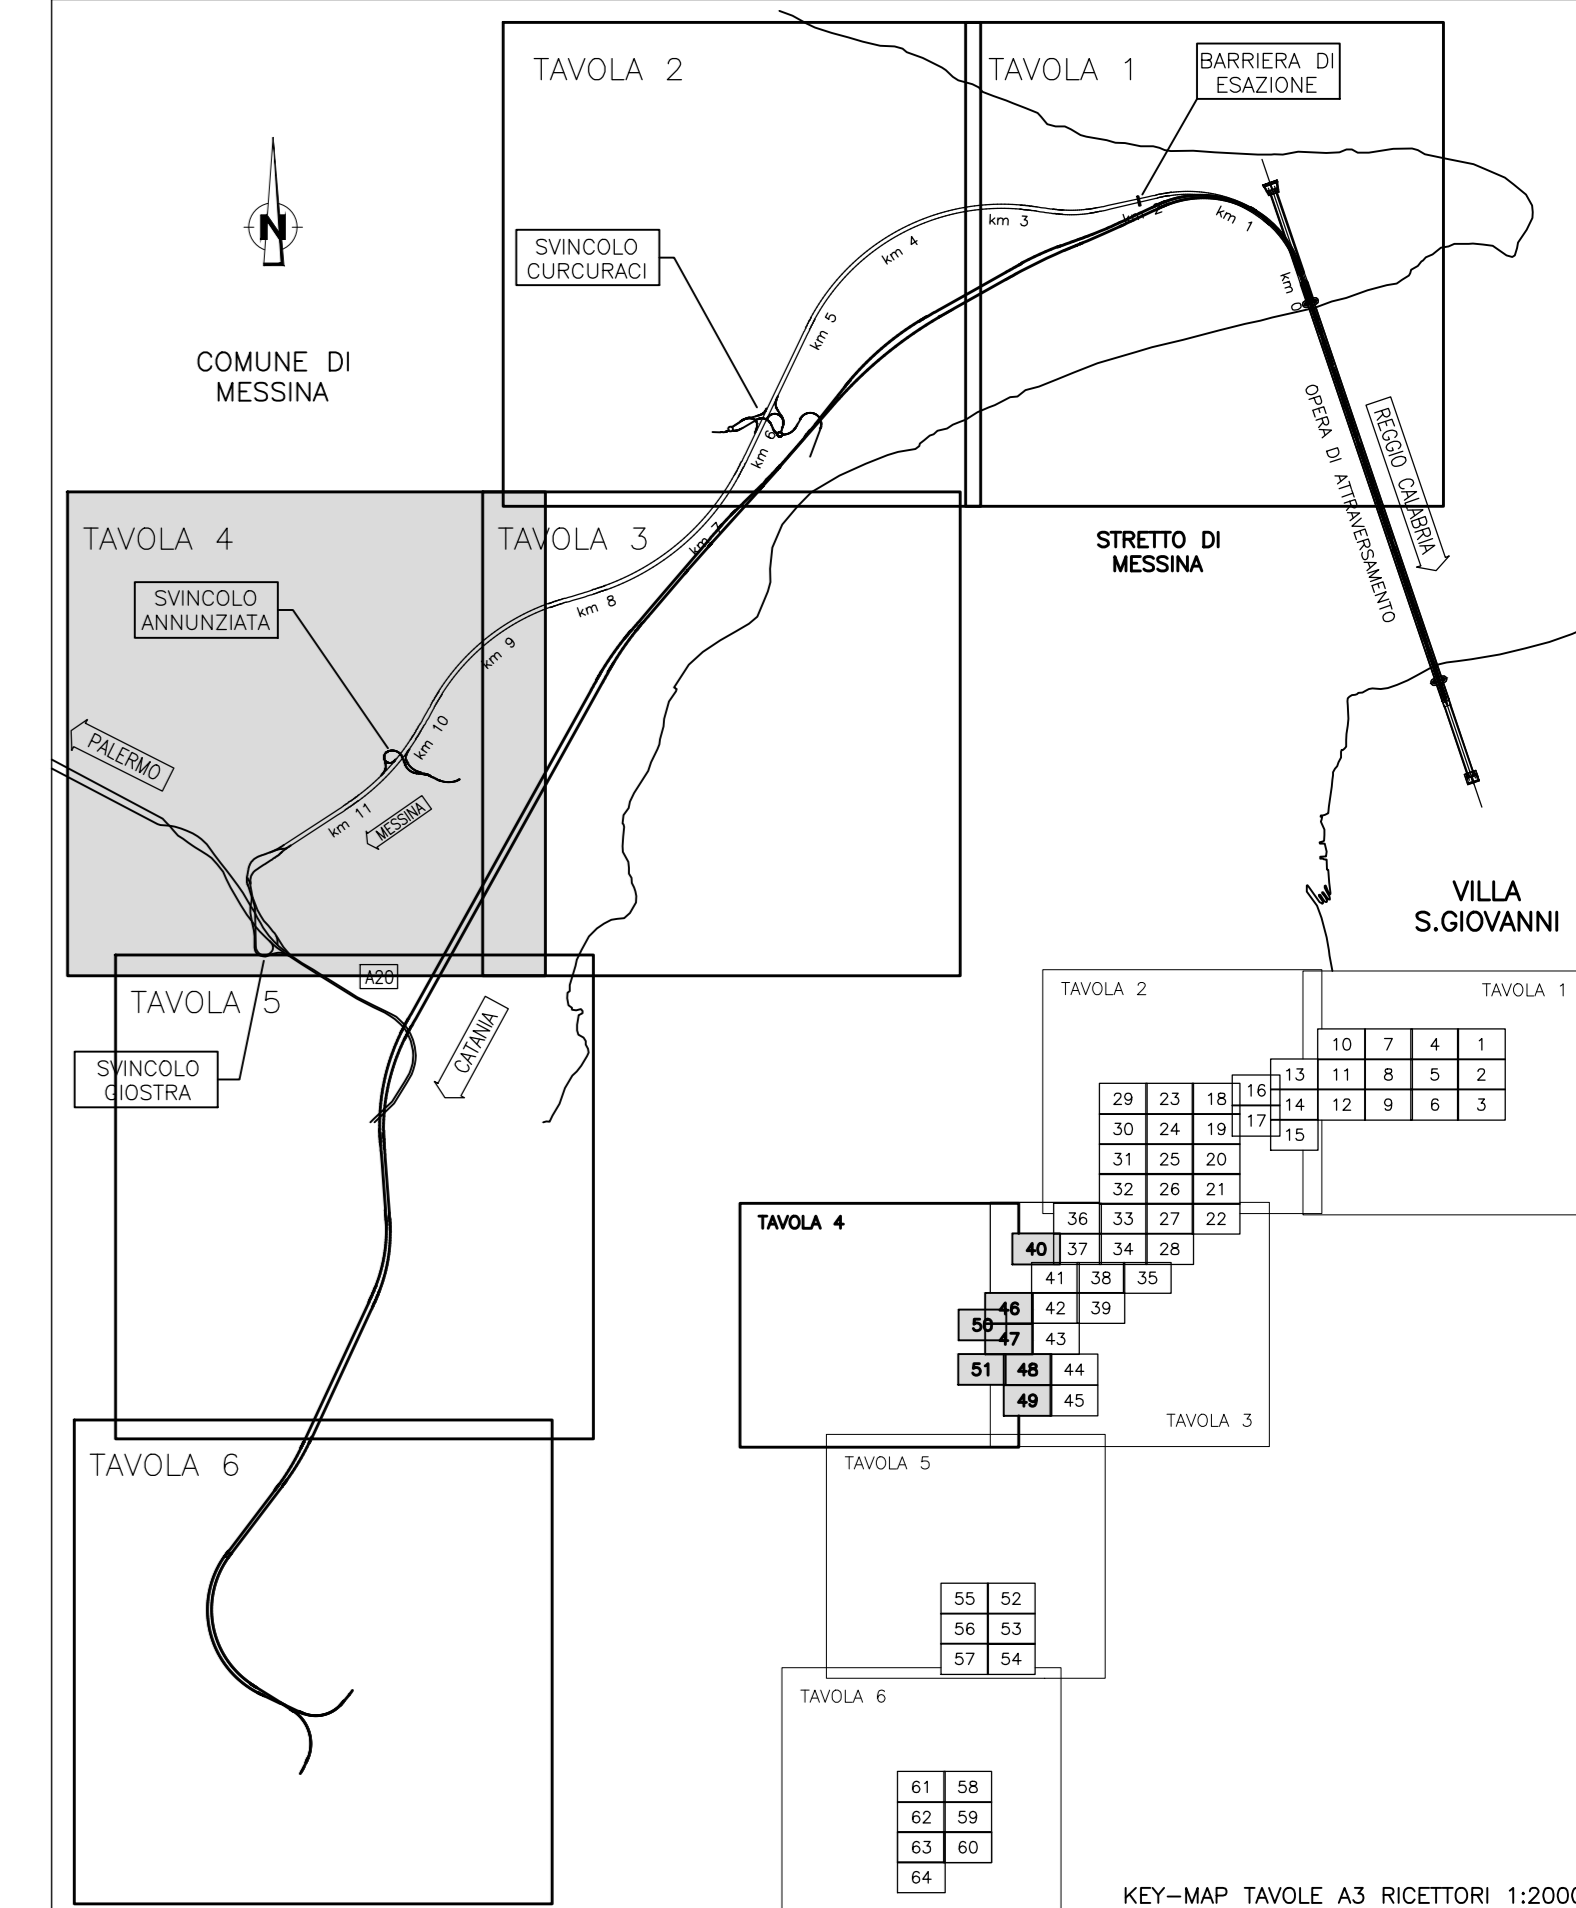 TAVOLA 2
TAVOLA 1
BARRIERA DI
ESAZIONE
N
SVINCOLO
CURCURACI
COMUNE DI
MESSINA
km 0
km 1
km 2
km 3
km 4
km 5
km 6
km 7
km 8
km 9
km 10
km 11
OPERA DI ATTRAVERSAMENTO
REGGIO CALABRIA
STRETTO DI
MESSINA
TAVOLA 4
TAVOLA 3
SVINCOLO
ANNUNZIATA
PALERMO
MESSINA
VILLA
S.GIOVANNI
A20
TAVOLA 5
CATANIA
SVINCOLO
GIOSTRA
TAVOLA 6
TAVOLA 2
TAVOLA 1
10 7 4 1
13 11 8 5 2
16 14 12 9 6 3
17 15
29 23 18
30 24 19
31 25 20
32 26 21
TAVOLA 4
36 33 27 22
40 37 34 28
41 38 35
46 42 39
50 47 43
51 48 44
49 45
TAVOLA 3
TAVOLA 5
55 52
56 53
57 54
TAVOLA 6
61 58
62 59
63 60
64
KEY-MAP TAVOLE A3 RICETTORI 1:2000